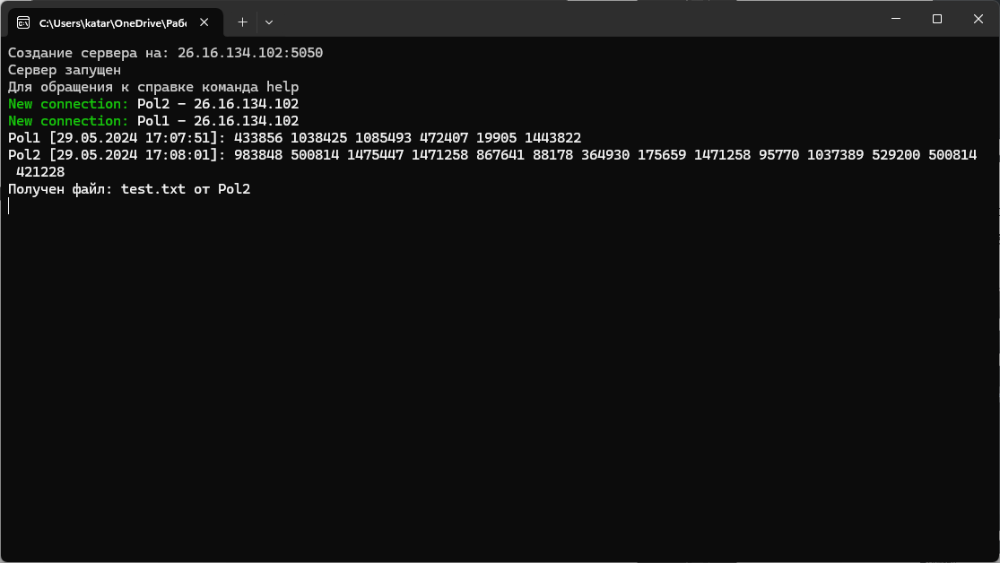 C:\Users\katar\OneDrive\Рабо
Создание сервера на: 26.16.134.102:5050
Сервер запущен
Для обращения к справке команда help
New connection: Pol2 - 26.16.134.102
New connection: Pol1 - 26.16.134.102
Pol1 [29.05.2024 17:07:51]: 433856 1038425 1085493 472407 19905 1443822
Pol2 [29.05.2024 17:08:01]: 983848 500814 1475447 1471258 867641 88178 364930 175659 1471258 95770 1037389 529200 500814
421228
Получен файл: test.txt от Pol2